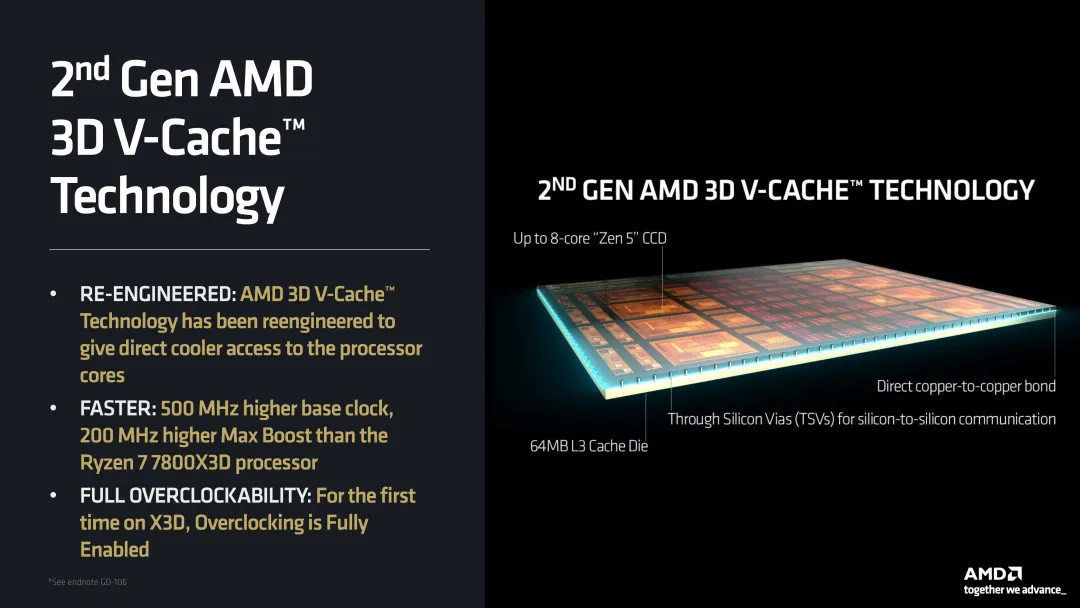 2nd Gen AMD
3D V-Cache™
Technology
• RE-ENGINEERED: AMD 3D V-Cache™
Technology has been reengineered to
give direct cooler access to the processor
cores
• FASTER: 500 MHz higher base clock,
200 MHz higher Max Boost than the
Ryzen 7 7800X3D processor
• FULL OVERCLOCKABILITY: For the first
time on X3D, Overclocking is Fully
Enabled
*See endnote GD-106
2ND GEN AMD 3D V-CACHE™ TECHNOLOGY
Up to 8-core “Zen 5” CCD
Direct copper-to-copper bond
Through Silicon Vias (TSVs) for silicon-to-silicon communication
64MB L3 Cache Die
AMD
together we advance_